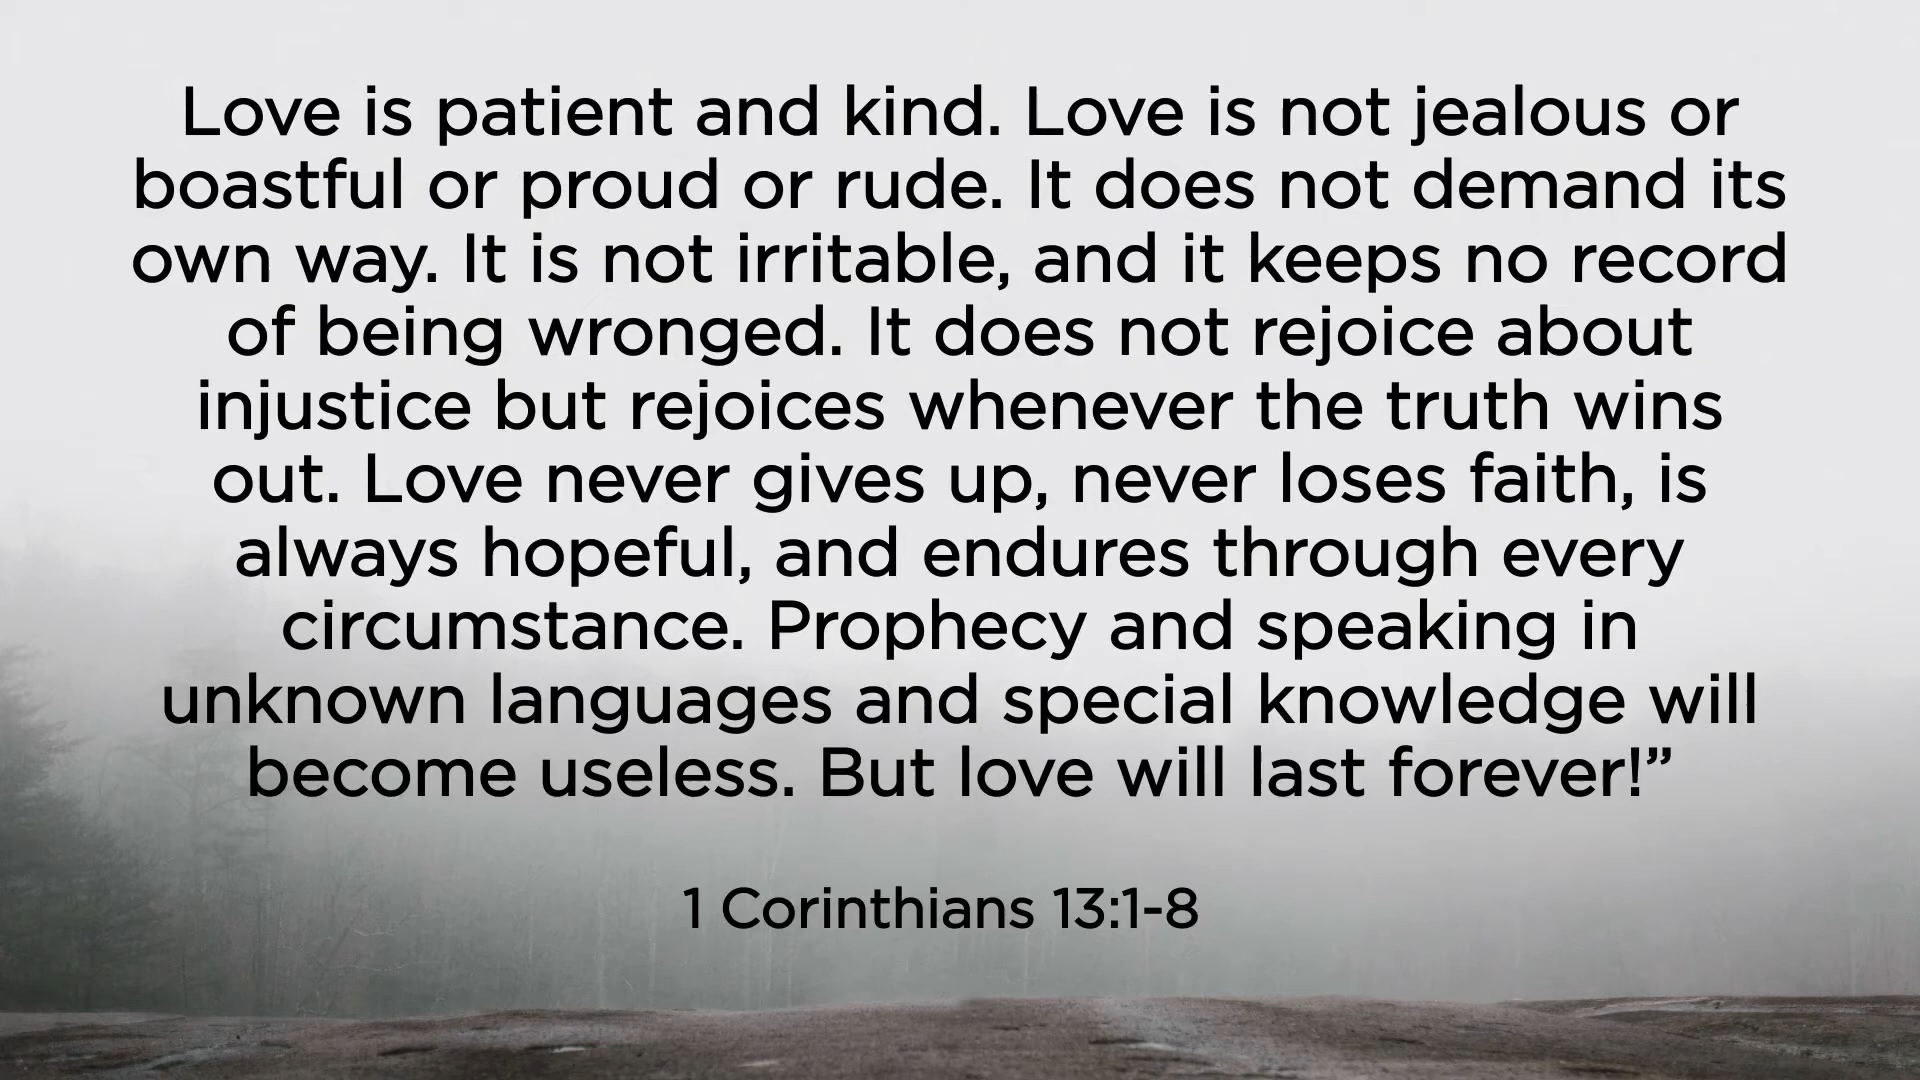 Love is patient and kind. Love is not jealous or
boastful or proud or rude. It does not demand its
own way. It is not irritable, and it keeps no record
of being wronged. It does not rejoice about
injustice but rejoices whenever the truth wins
out. Love never gives up, never loses faith, is
always hopeful, and endures through every
circumstance. Prophecy and speaking in
unknown languages and special knowledge will
become useless. But love will last forever!”
1 Corinthians 13:1-8